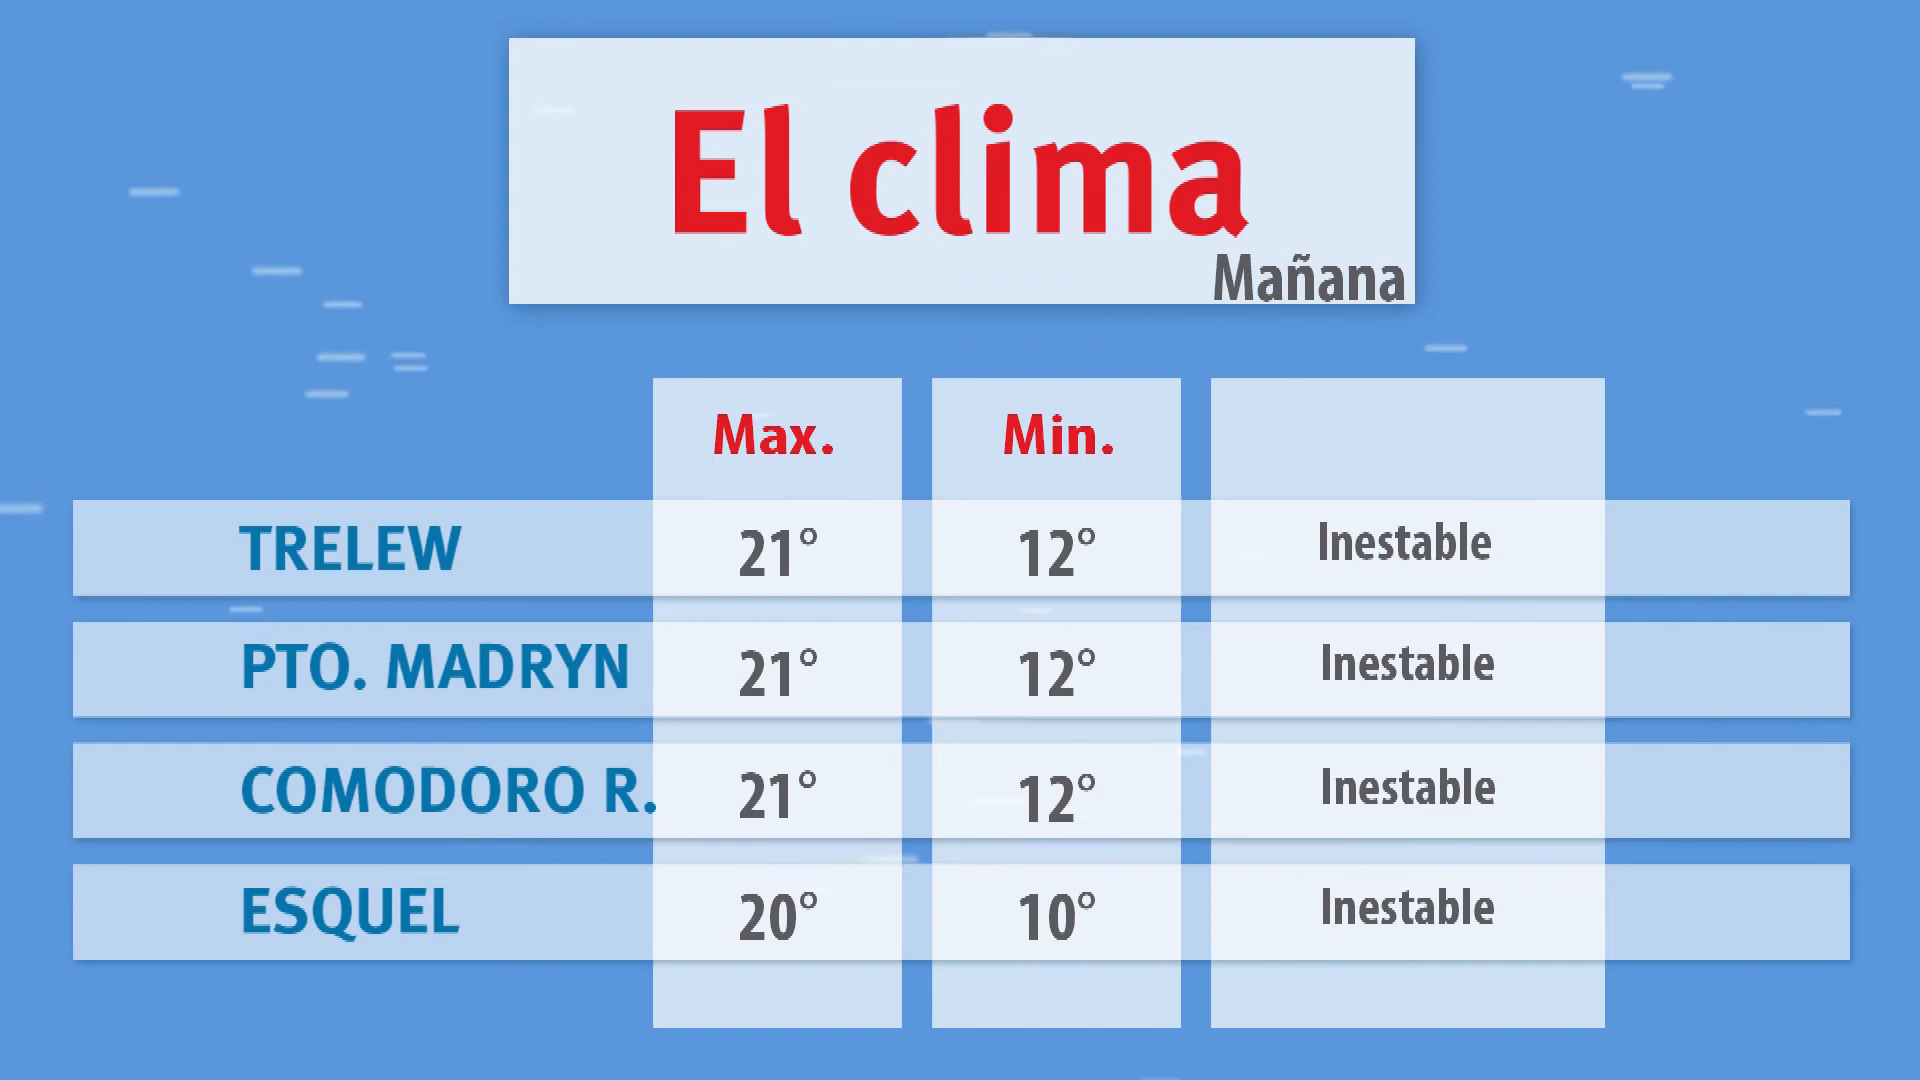 El clima
Mañana
Max. Min.
TRELEW 21° 12° Inestable
PTO. MADRYN 21° 12° Inestable
COMODORO R. 21° 12° Inestable
ESQUEL 20° 10° Inestable